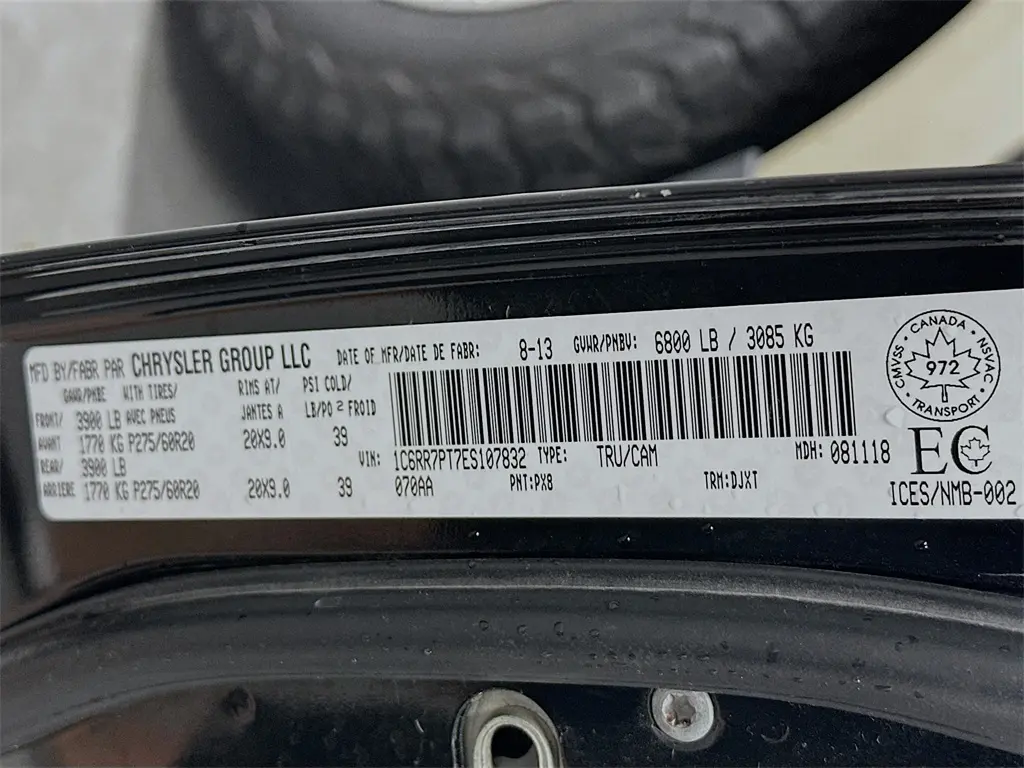 MFD BY/FABR PAR CHRYSLER GROUP LLC DATE OF MFR/DATE DE FABR: 8-13 GVWR/PNBV: 6800 LB / 3085 KG
GAWR/PNBE WITH TIRES/ RIMS AT/ PSI COLD/
FRONT/ 3900 LB AVEC PNEUS JANTES A LB/PO² FROID
AVANT 1770 KG P275/60R20 20X9.0 39
REAR/ 3900 LB VIN: 1C6RR7PT7ES107832 TYPE: TRU/CAM MDH: 081118
ARRIERE 1770 KG P275/60R20 20X9.0 39 070AA PNT:PX8 TRM:DJXT
CANADA
CMVSS • NSVAC
972
TRANSPORT
EC
ICES/NMB-002